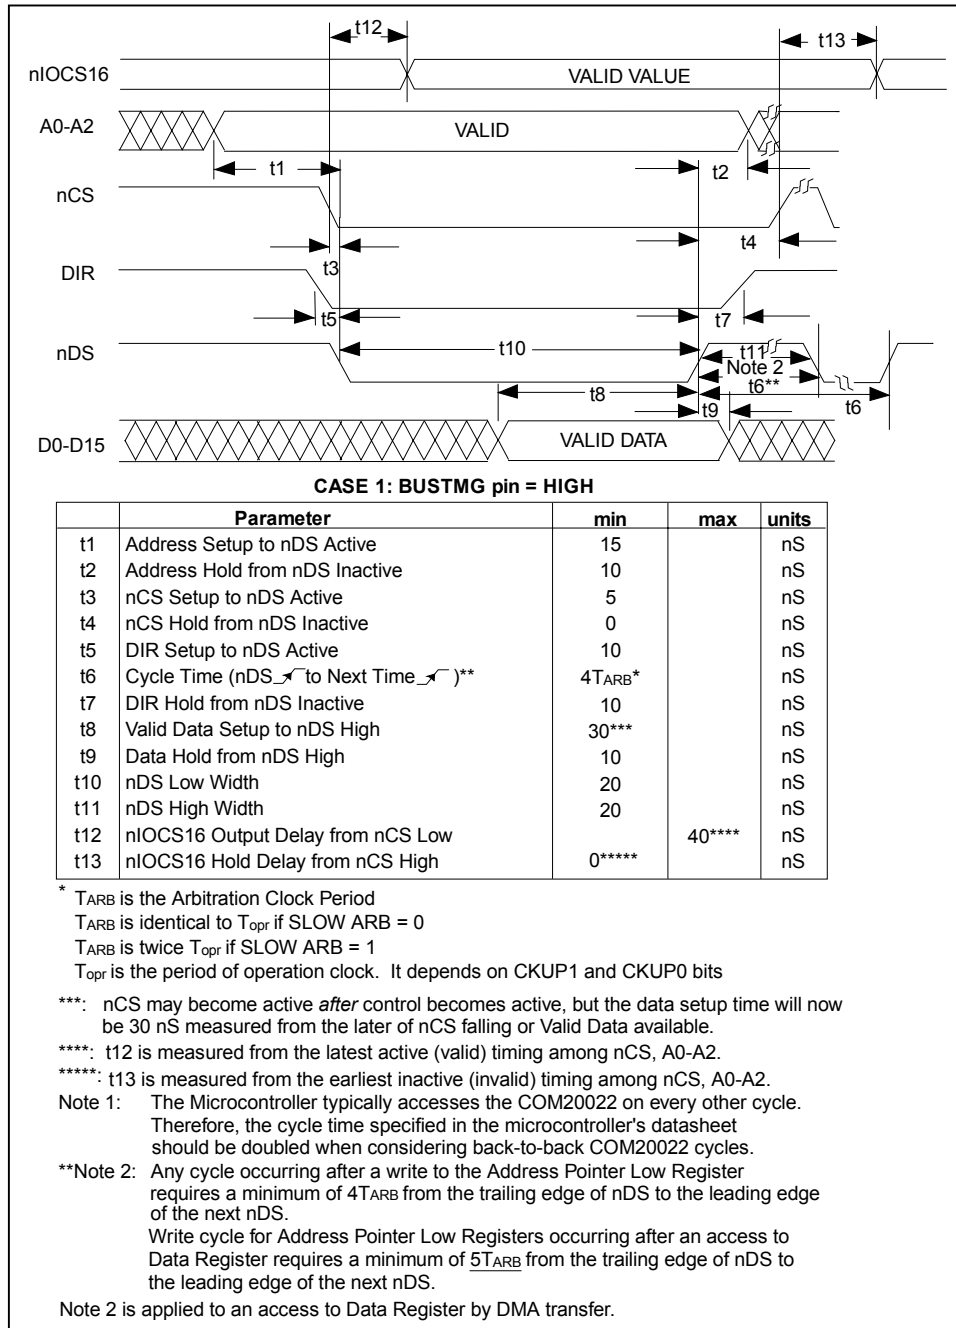 t12
t13
nIOCS16
VALID VALUE
A0-A2
VALID
t1
t2
nCS
t3
t4
DIR
t5
t7
nDS
t10
t11
Note 2
t6**
t8
t9
t6
D0-D15
VALID DATA
CASE 1: BUSTMG pin = HIGH
Parameter min max units
t1 Address Setup to nDS Active 15 nS
t2 Address Hold from nDS Inactive 10 nS
t3 nCS Setup to nDS Active 5 nS
t4 nCS Hold from nDS Inactive 0 nS
t5 DIR Setup to nDS Active 10 nS
t6 Cycle Time (nDS to Next Time )** 4TARB* nS
t7 DIR Hold from nDS Inactive 10 nS
t8 Valid Data Setup to nDS High 30*** nS
t9 Data Hold from nDS High 10 nS
t10 nDS Low Width 20 nS
t11 nDS High Width 20 nS
t12 nIOCS16 Output Delay from nCS Low 40**** nS
t13 nIOCS16 Hold Delay from nCS High 0***** nS
* TARB is the Arbitration Clock Period
TARB is identical to Topr if SLOW ARB = 0
TARB is twice Topr if SLOW ARB = 1
Topr is the period of operation clock. It depends on CKUP1 and CKUP0 bits
***: nCS may become active after control becomes active, but the data setup time will now
be 30 nS measured from the later of nCS falling or Valid Data available.
****: t12 is measured from the latest active (valid) timing among nCS, A0-A2.
*****: t13 is measured from the earliest inactive (invalid) timing among nCS, A0-A2.
Note 1: The Microcontroller typically accesses the COM20022 on every other cycle.
Therefore, the cycle time specified in the microcontroller's datasheet
should be doubled when considering back-to-back COM20022 cycles.
**Note 2: Any cycle occurring after a write to the Address Pointer Low Register
requires a minimum of 4TARB from the trailing edge of nDS to the leading edge
of the next nDS.
Write cycle for Address Pointer Low Registers occurring after an access to
Data Register requires a minimum of 5TARB from the trailing edge of nDS to
the leading edge of the next nDS.
Note 2 is applied to an access to Data Register by DMA transfer.